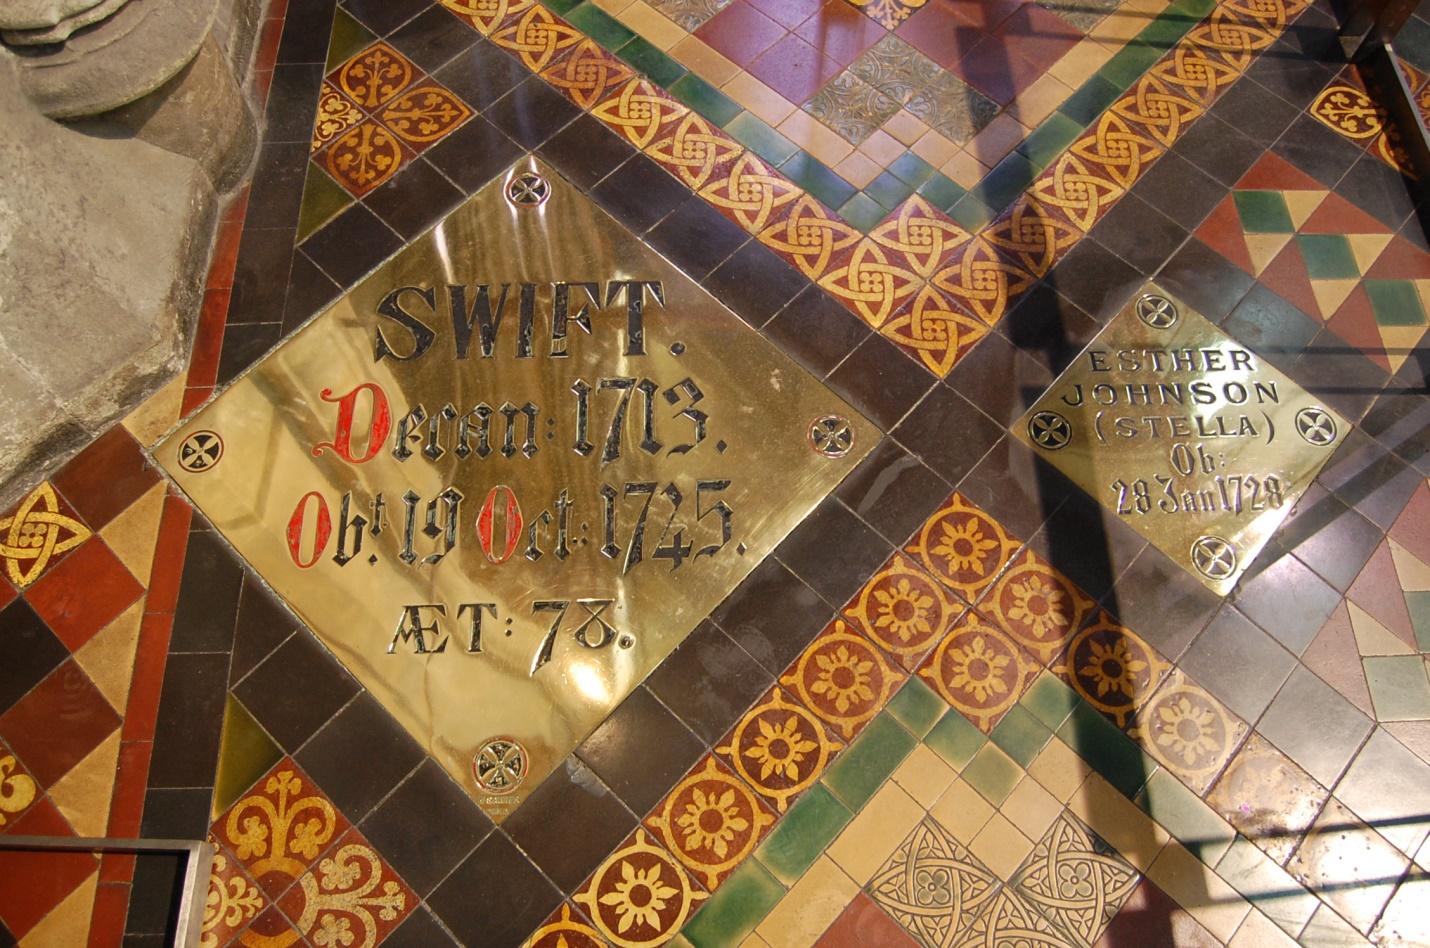 SWIFT.
Decan: 1713.
Obt: 19 Oct: 1745.
ÆT: 78.
ESTHER
JOHNSON
(STELLA)
Ob:
28 Jan 1728